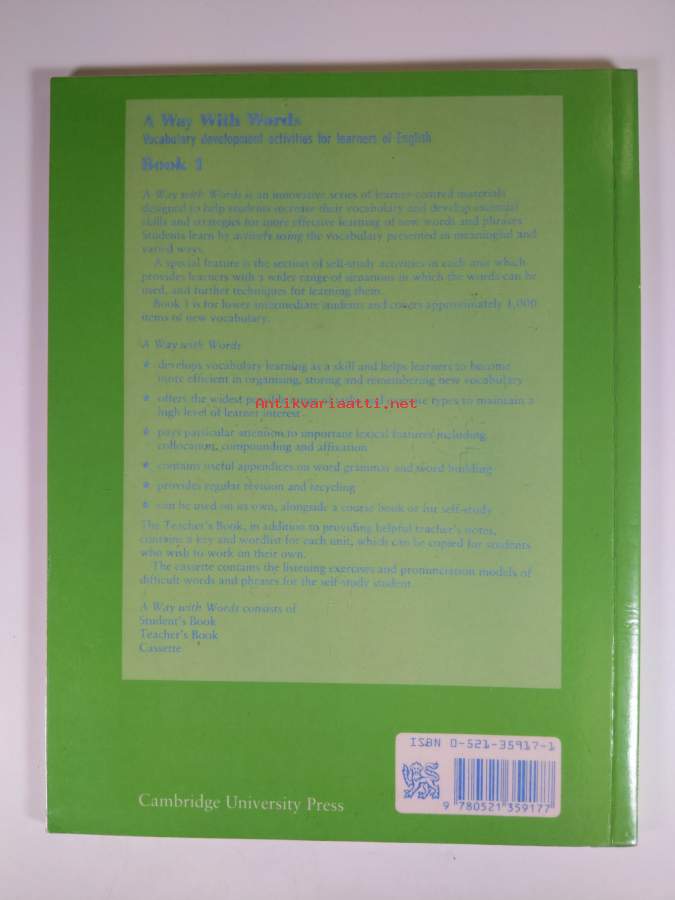 A Way With Words
Vocabulary development activities for learners of English
Book 1
A Way with Words is an innovative series of learner-centred materials
designed to help students increase their vocabulary and develop essential
skills and strategies for more effective learning of new words and phrases.
Students learn by actively using the vocabulary presented in meaningful and
varied ways.
A special feature is the section of self-study activities in each unit which
provides learners with a wider range of situations in which the words can be
used, and further techniques for learning them.
Book 1 is for lower-intermediate students and covers approximately 1,000
items of new vocabulary.
A Way with Words
★ develops vocabulary learning as a skill and helps learners to become
more efficient in organising, storing and remembering new vocabulary
★ offers the widest possible range of tasks and exercise types to maintain a
high level of learner interest
Antikvariaatti.net
★ pays particular attention to important lexical features including
collocation, compounding and affixation
★ contains useful appendices on word grammar and word building
★ provides regular revision and recycling
★ can be used on its own, alongside a course book or for self-study
The Teacher's Book, in addition to providing helpful teacher's notes,
contains a key and wordlist for each unit, which can be copied for students
who wish to work on their own.
The cassette contains the listening exercises and pronunciation models of
difficult words and phrases for the self-study student.
A Way with Words consists of
Student's Book
Teacher's Book
Cassette
ISBN 0-521-35917-1
9 780521 359177
Cambridge University Press